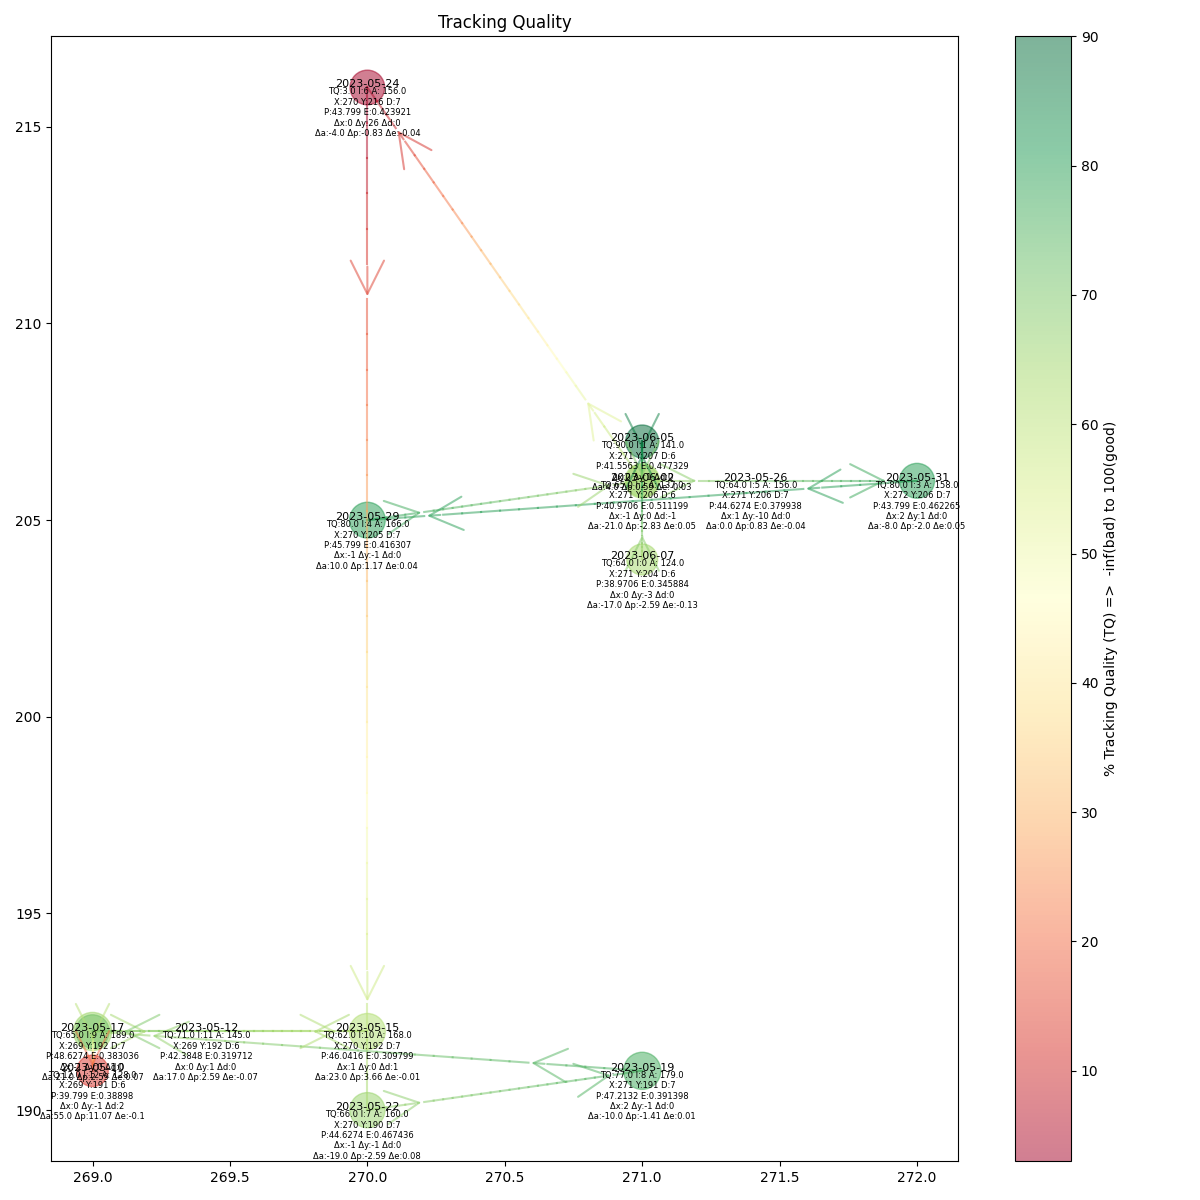 Tracking Quality
2023-05-24
TQ:3.0 I:6 A: 156.0
X:270 Y:216 D:7
P:43.799 E:0.423921
Δx:0 Δy:26 Δd:0
Δa:-4.0 Δp:-0.83 Δe:-0.04
2023-06-05
TQ:90.0 I:1 A: 141.0
X:271 Y:207 D:6
P:41.5563 E:0.477329
X:271 Y:206 D:6
P:40.9706 E:0.511199
Δx:-1 Δy:0 Δd:-1
Δa:-21.0 Δp:-2.83 Δe:0.05
2023-05-26
TQ:64.0 I:5 A: 156.0
X:271 Y:206 D:7
P:44.6274 E:0.379938
Δx:1 Δy:-10 Δd:0
Δa:0.0 Δp:0.83 Δe:-0.04
2023-05-31
TQ:80.0 I:3 A: 158.0
X:272 Y:206 D:7
P:43.799 E:0.462265
Δx:2 Δy:1 Δd:0
Δa:-8.0 Δp:-2.0 Δe:0.05
2023-05-29
TQ:80.0 I:4 A: 166.0
X:270 Y:205 D:7
P:45.799 E:0.416307
Δx:-1 Δy:-1 Δd:0
Δa:10.0 Δp:1.17 Δe:0.04
2023-06-07
TQ:64.0 I:0 A: 124.0
X:271 Y:204 D:6
P:38.9706 E:0.345884
Δx:0 Δy:-3 Δd:0
Δa:-17.0 Δp:-2.59 Δe:-0.13
2023-05-17
TQ:65.0 I:9 A: 189.0
X:269 Y:192 D:7
P:48.6274 E:0.383036
2023-05-12
TQ:71.0 I:11 A: 145.0
X:269 Y:192 D:6
P:42.3848 E:0.319712
Δx:0 Δy:1 Δd:0
Δa:17.0 Δp:2.59 Δe:-0.07
2023-05-15
TQ:62.0 I:10 A: 168.0
X:270 Y:192 D:7
P:46.0416 E:0.309799
Δx:1 Δy:0 Δd:1
Δa:23.0 Δp:3.66 Δe:-0.01
2023-05-10
X:269 Y:191 D:6
P:39.799 E:0.38898
Δx:0 Δy:-1 Δd:2
Δa:55.0 Δp:11.07 Δe:-0.1
2023-05-19
TQ:77.0 I:8 A: 179.0
X:271 Y:191 D:7
P:47.2132 E:0.391398
Δx:2 Δy:-1 Δd:0
Δa:-10.0 Δp:-1.41 Δe:0.01
2023-05-22
TQ:66.0 I:7 A: 160.0
X:270 Y:190 D:7
P:44.6274 E:0.467436
Δx:-1 Δy:-1 Δd:0
Δa:-19.0 Δp:-2.59 Δe:0.08
215
210
205
200
195
190
269.0 269.5 270.0 270.5 271.0 271.5 272.0
90
80
70
60
50
40
30
20
10
% Tracking Quality (TQ) => -inf(bad) to 100(good)